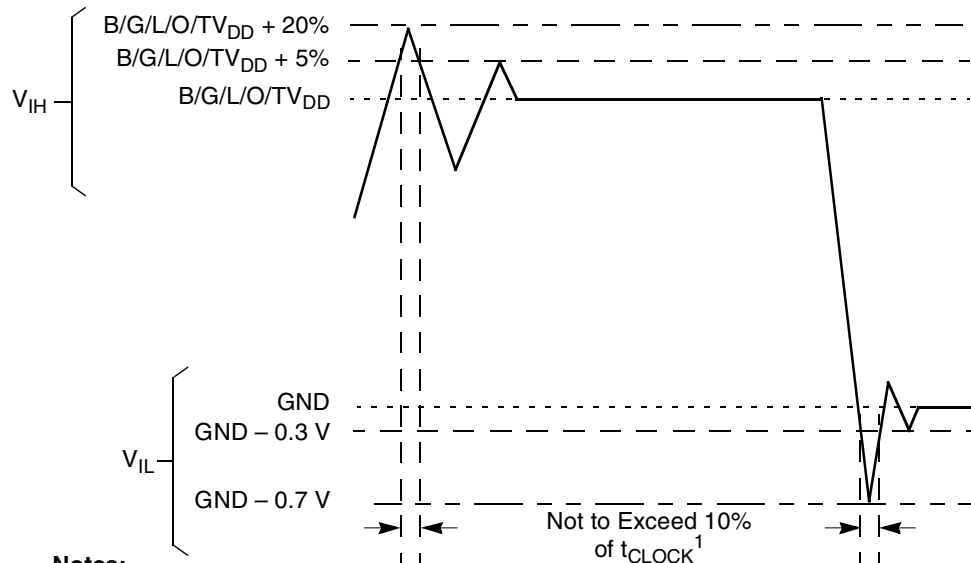 B/G/L/O/TVDD + 20%
B/G/L/O/TVDD + 5%
B/G/L/O/TVDD
VIH
GND
GND – 0.3 V
VIL
GND – 0.7 V
Not to Exceed 10%
of tCLOCK1
Notes: